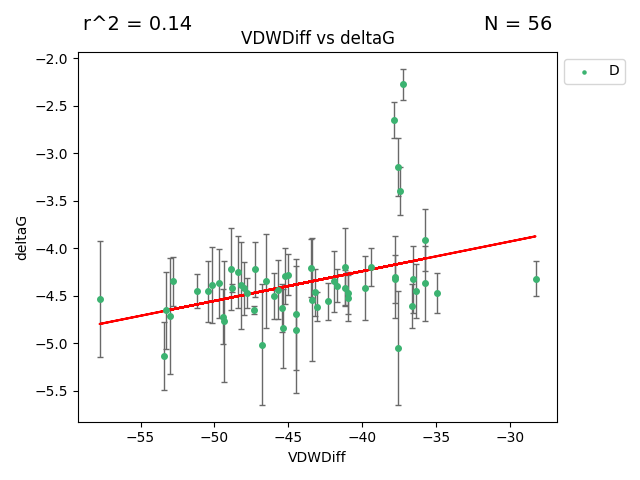 r^2 = 0.14
N = 56
VDWDiff vs deltaG
D
−2.0
−2.5
−3.0
−3.5
−4.0
−4.5
−5.0
−5.5
deltaG
−55
−50
−45
−40
−35
−30
VDWDiff